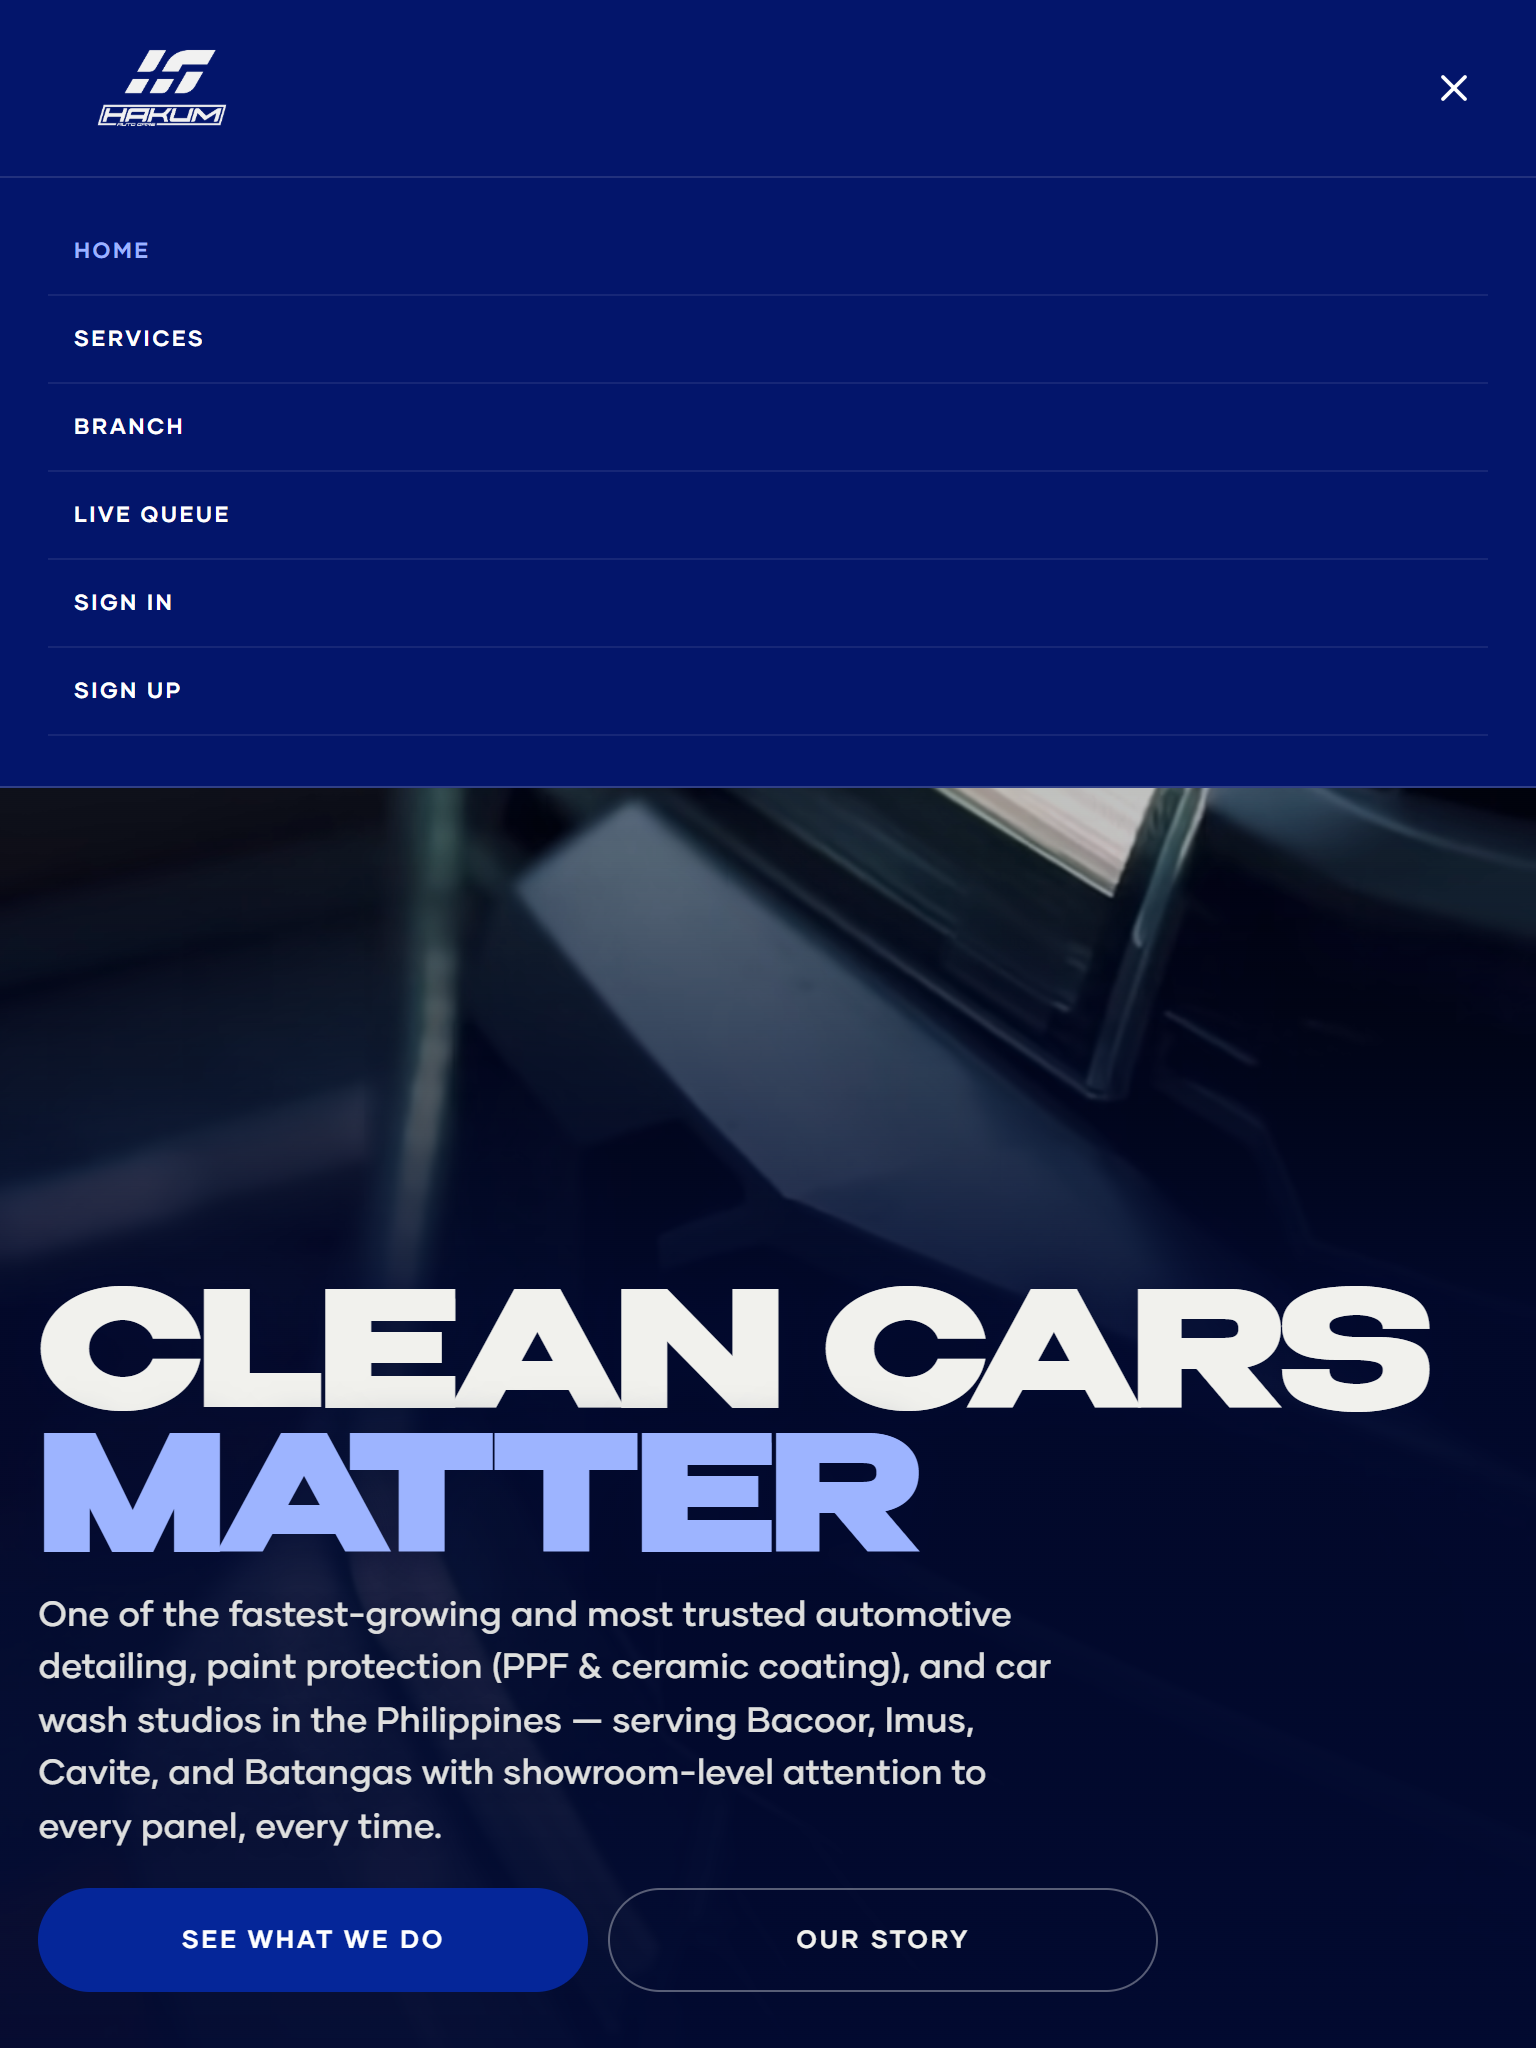 HAKUM
AUTO CARE
HOME
SERVICES
BRANCH
LIVE QUEUE
SIGN IN
SIGN UP
CLEAN CARS
MATTER
One of the fastest-growing and most trusted automotive
detailing, paint protection (PPF & ceramic coating), and car
wash studios in the Philippines — serving Bacoor, Imus,
Cavite, and Batangas with showroom-level attention to
every panel, every time.
SEE WHAT WE DO
OUR STORY